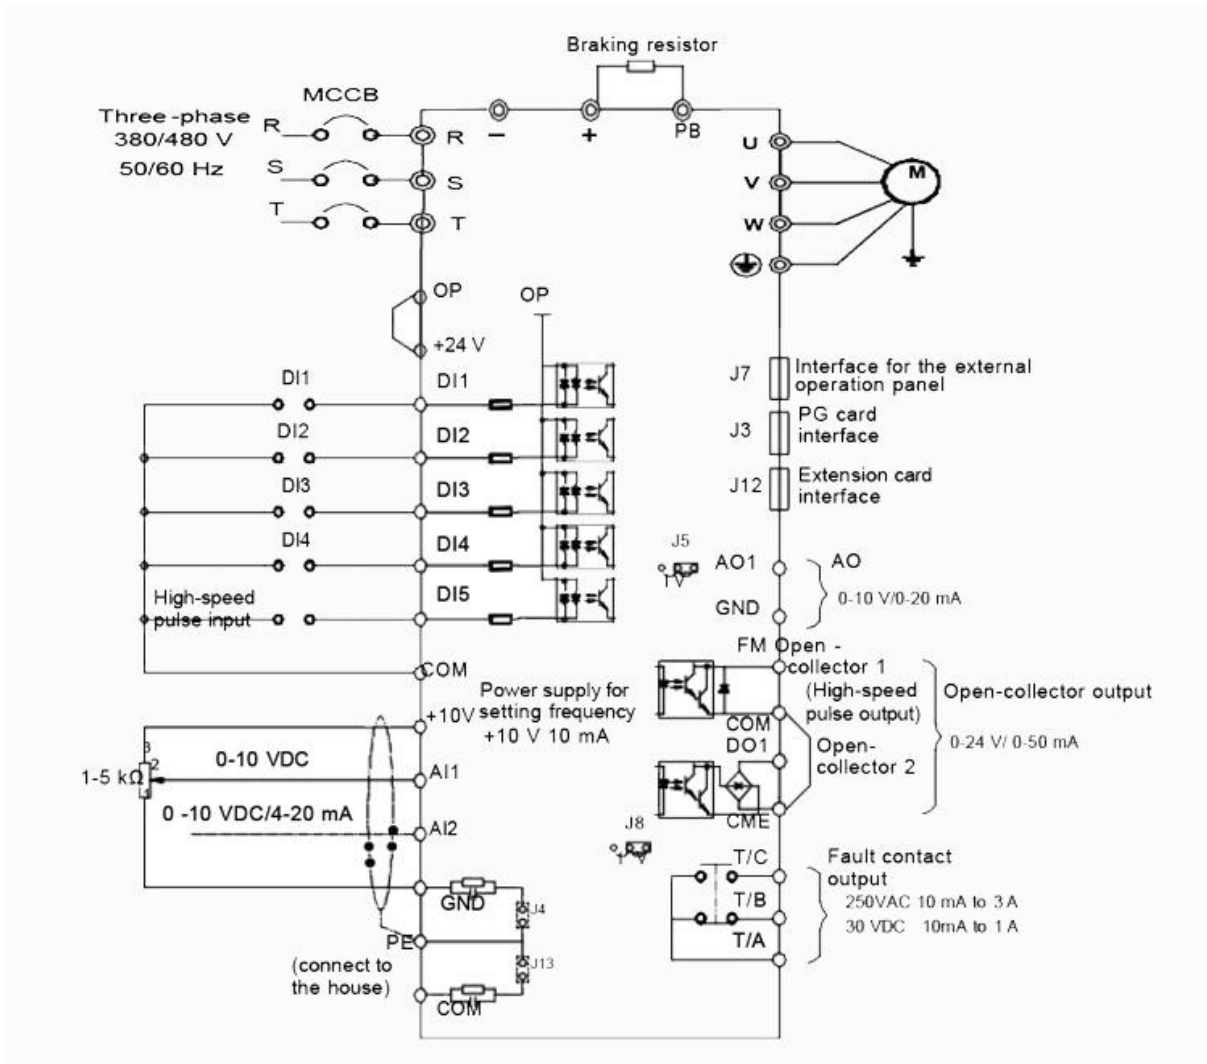 Braking resistor
MCCB
Three -phase
380/480 V
50/60 Hz
R
R
S
S
T
T
−
+
PB
U
V
W
M
OP
+24 V
OP
DI1
DI1
DI2
DI2
DI3
DI3
DI4
DI4
High-speed
pulse input
DI5
COM
J7
Interface for the external
operation panel
J3
PG card
interface
J12
Extension card
interface
J5
I V
AO1
AO
0-10 V/0-20 mA
GND
FM Open -
collector 1
(High-speed
pulse output)
COM
DO1
Open-
collector 2
CME
Open-collector output
0-24 V/ 0-50 mA
+10V
Power supply for
setting frequency
+10 V 10 mA
3
2
1-5 kΩ
0-10 VDC
AI1
0 -10 VDC/4-20 mA
AI2
J8
I V
GND
J4
PE
(connect to
the house)
J13
COM
T/C
T/B
T/A
Fault contact
output
250VAC 10 mA to 3 A
30 VDC 10mA to 1 A